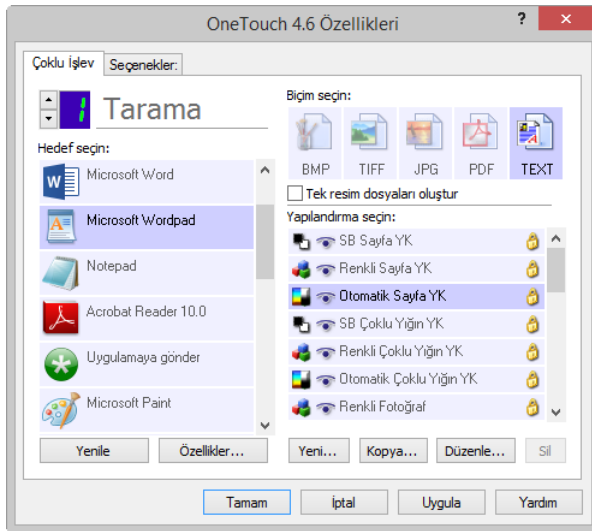 OneTouch 4.6 Özellikleri
?
Çoklu İşlev
Seçenekler:
1
Tarama
Hedef seçin:
Microsoft Word
Microsoft Wordpad
Notepad
Acrobat Reader 10.0
Uygulamaya gönder
Microsoft Paint
Yenile
Özellikler...
Biçim seçin:
BMP TIFF JPG PDF TEXT
Tek resim dosyaları oluştur
Yapılandırma seçin:
SB Sayfa YK
Renkli Sayfa YK
Otomatik Sayfa YK
SB Çoklu Yığın YK
Renkli Çoklu Yığın YK
Otomatik Çoklu Yığın YK
Renkli Fotoğraf
Yeni... Kopya... Düzenle... Sil
Tamam İptal Uygula Yardım